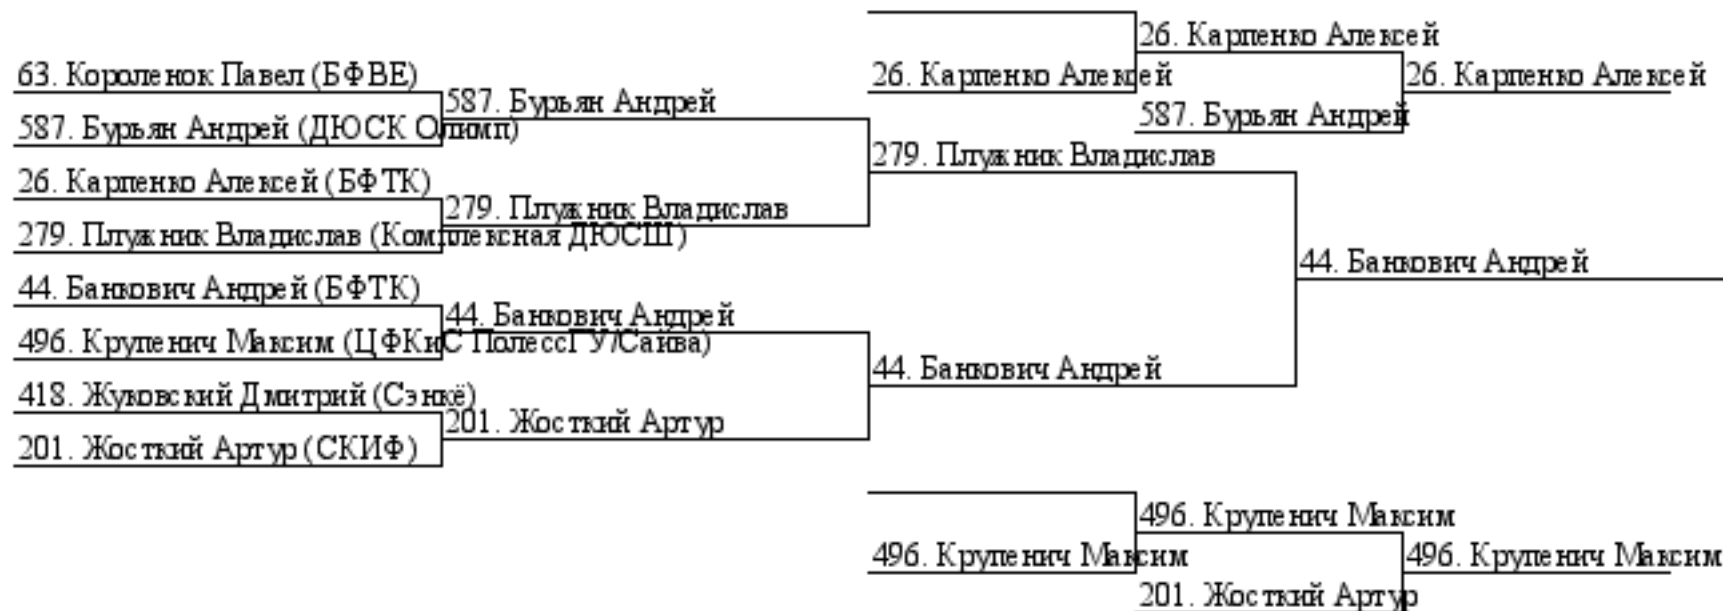 26. Карпенко Алексей
63. Короленок Павел (БФВЕ)
26. Карпенко Алексей
26. Карпенко Алексей
587. Бурьян Андрей
587. Бурьян Андрей (ДЮСК Олимп)
587. Бурьян Андрей
279. Плужник Владислав
26. Карпенко Алексей (БФТК)
279. Плужник Владислав
279. Плужник Владислав (Комплексная ДЮСШ)
44. Банкович Андрей
44. Банкович Андрей (БФТК)
44. Банкович Андрей
496. Крупенич Максим (ЦФКиС ПолессГУ/Сайва)
44. Банкович Андрей
418. Жуковский Дмитрий (Сэнкё)
201. Жосткий Артур
201. Жосткий Артур (СКИФ)
496. Крупенич Максим
496. Крупенич Максим
496. Крупенич Максим
201. Жосткий Артур